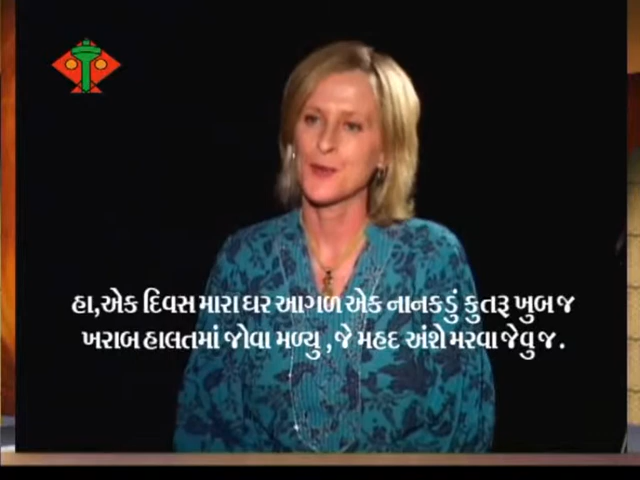 હા,એક દિવસ મારા ઘર આગળ એક નાનકડું કુતરૂ ખુબ જ
ખરાબ હાલતમાં જોવા મળ્યુ ,જે મહદ અંશે મરવા જેવુ જ .